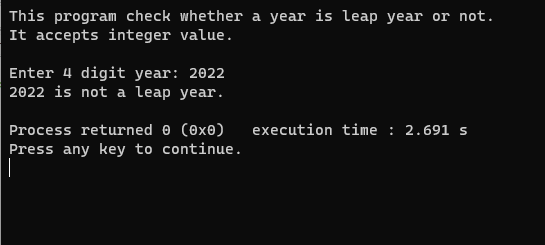 This program check whether a year is leap year or not.
It accepts integer value.
Enter 4 digit year: 2022
2022 is not a leap year.
Process returned 0 (0x0)   execution time : 2.691 s
Press any key to continue.